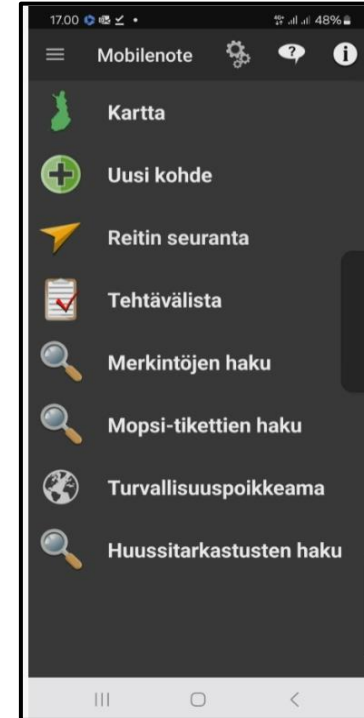 17.00 48%
Mobilenote
Kartta
Uusi kohde
Reitin seuranta
Tehtävälista
Merkintöjen haku
Mopsi-tikettien haku
Turvallisuuspoikkeama
Huussitarkastusten haku